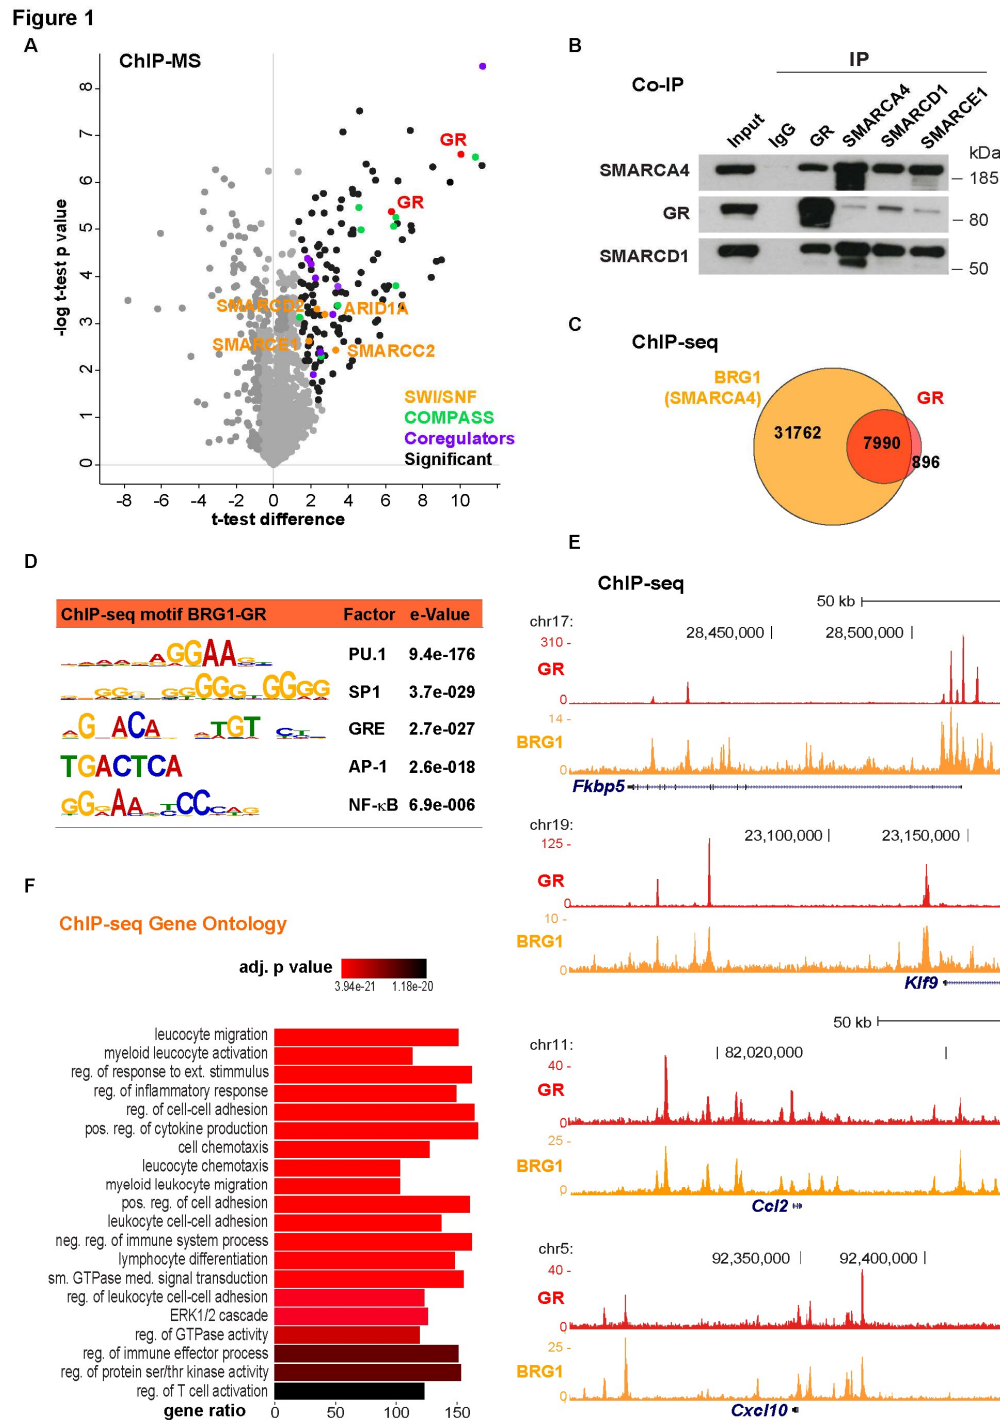 Figure 1
A
ChIP-MS
-log t-test p value
8
7
6
5
4
3
2
1
0
GR
GR
SMARCD2
ARID1A
SMARCE1
SMARCC2
SWI/SNF
COMPASS
Coregulators
Significant
-8 -6 -4 -2 0 2 4 6 8 10
t-test difference
B
Co-IP
IP
Input IgG GR SMARCA4 SMARCD1 SMARCE1
kDa
SMARCA4
– 185
GR
– 80
SMARCD1
– 50
C
ChIP-seq
BRG1
(SMARCA4)
GR
31762
7990
896
D
ChIP-seq motif BRG1-GR Factor e-Value
PU.1 9.4e-176
SP1 3.7e-029
GRE 2.7e-027
TGACTCA AP-1 2.6e-018
NF-κB 6.9e-006
E
ChIP-seq
50 kb
chr17:
28,450,000 28,500,000
310 -
GR
0
14 -
BRG1
0
Fkbp5
chr19:
23,100,000 23,150,000
125 -
GR
0
10 -
BRG1
0
Klf9
50 kb
chr11:
82,020,000
40 -
GR
0
25 -
BRG1
0
Ccl2
chr5:
92,350,000 92,400,000
40 -
GR
0
25 -
BRG1
0
Cxcl10
F
ChIP-seq Gene Ontology
adj. p value
3.94e-21 1.18e-20
leucocyte migration
myeloid leucocyte activation
reg. of response to ext. stimmulus
reg. of inflammatory response
reg. of cell-cell adhesion
pos. reg. of cytokine production
cell chemotaxis
leucocyte chemotaxis
myeloid leukocyte migration
pos. reg. of cell adhesion
leukocyte cell-cell adhesion
neg. reg. of immune system process
lymphocyte differentiation
sm. GTPase med. signal transduction
reg. of leukocyte cell-cell adhesion
ERK1/2 cascade
reg. of GTPase activity
reg. of immune effector process
reg. of protein ser/thr kinase activity
reg. of T cell activation
gene ratio
0 50 100 150